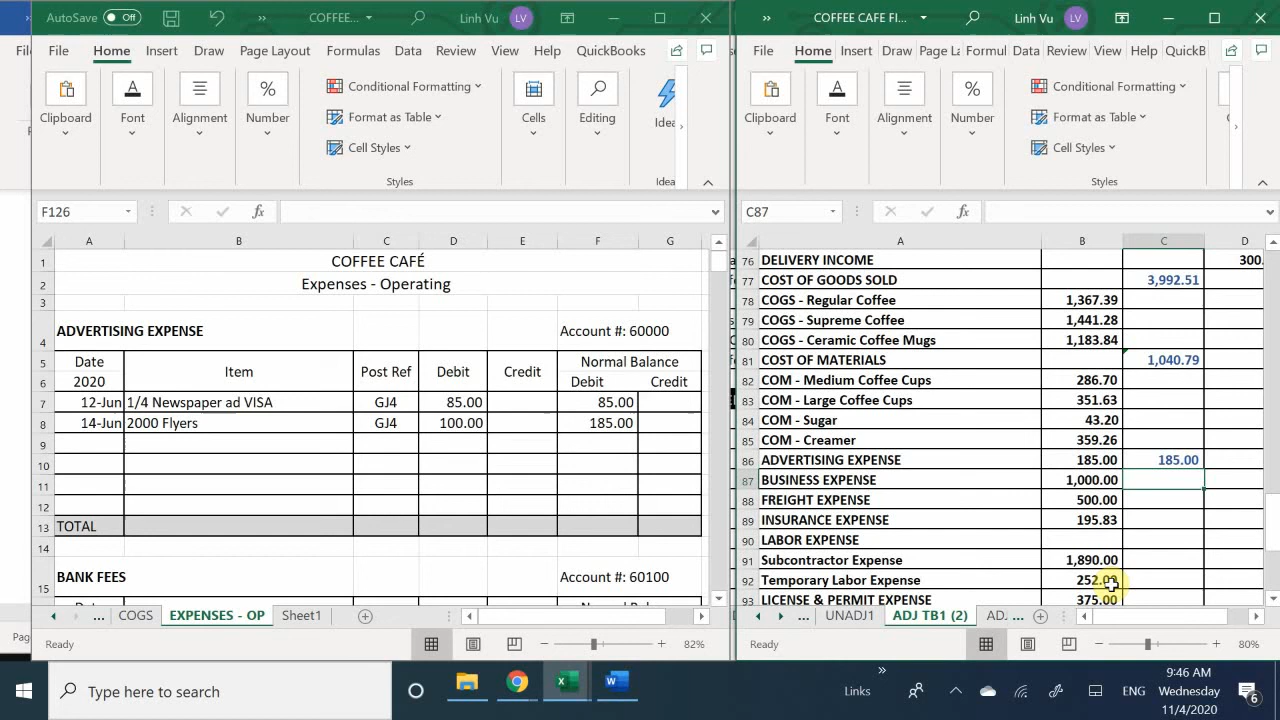 AutoSave Off COFFEE... Linh Vu LV
File Home Insert Draw Page Layout Formulas Data Review View Help QuickBooks
Clipboard Font Alignment Number Conditional Formatting Format as Table Cell Styles Styles Cells Editing Idea
Idea
F126 fx
A B C D E F G
1 COFFEE CAFÉ
2 Expenses - Operating
3
4 ADVERTISING EXPENSE Account #: 60000
5 Date Item Post Ref Debit Credit Normal Balance
6 2020 Debit Credit
7 12-Jun 1/4 Newspaper ad VISA GJ4 85.00 85.00
8 14-Jun 2000 Flyers GJ4 100.00 185.00
9
10
11
12
13 TOTAL
14
15 BANK FEES Account #: 60100
... COGS EXPENSES - OP Sheet1
Ready 82%
COFFEE CAFE FI... Linh Vu LV
File Home Insert Draw Page La Formul Data Review View Help QuickB
Clipboard Font Alignment Number Conditional Formatting Format as Table Cell Styles Styles
C87 fx
A B C D
76 DELIVERY INCOME 300.
77 COST OF GOODS SOLD 3,992.51
78 COGS - Regular Coffee 1,367.39
79 COGS - Supreme Coffee 1,441.28
80 COGS - Ceramic Coffee Mugs 1,183.84
81 COST OF MATERIALS 1,040.79
82 COM - Medium Coffee Cups 286.70
83 COM - Large Coffee Cups 351.63
84 COM - Sugar 43.20
85 COM - Creamer 359.26
86 ADVERTISING EXPENSE 185.00 185.00
87 BUSINESS EXPENSE 1,000.00
88 FREIGHT EXPENSE 500.00
89 INSURANCE EXPENSE 195.83
90 LABOR EXPENSE
91 Subcontractor Expense 1,890.00
92 Temporary Labor Expense 252.00
93 LICENSE & PERMIT EXPENSE 375.00
... UNADJ1 ADJ TB1 (2) AD. ...
Ready 80%
Pag
Type here to search
Links
ENG
9:46 AM
Wednesday
11/4/2020
6